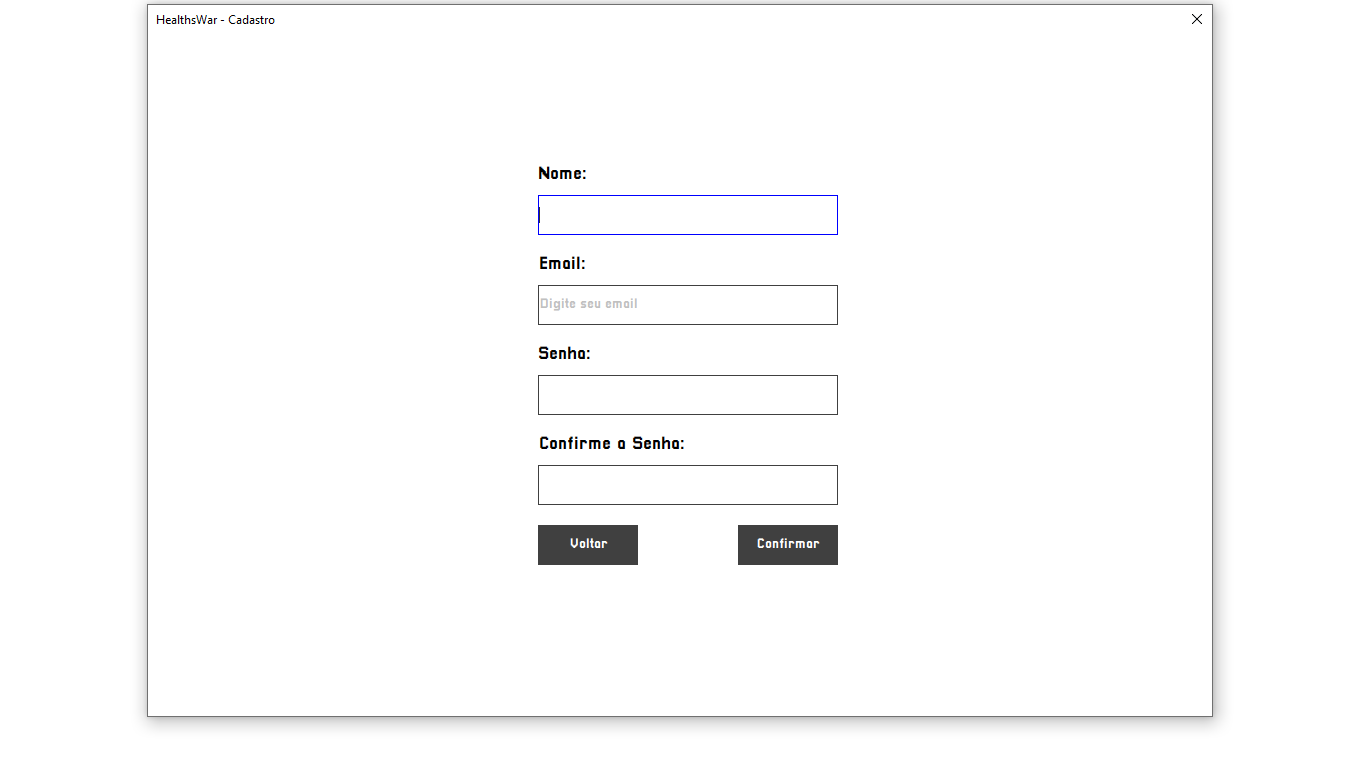 HealthsWar - Cadastro
Nome:
Email:
Digite seu email
Senha:
Confirme a Senha:
Voltar
Confirmar